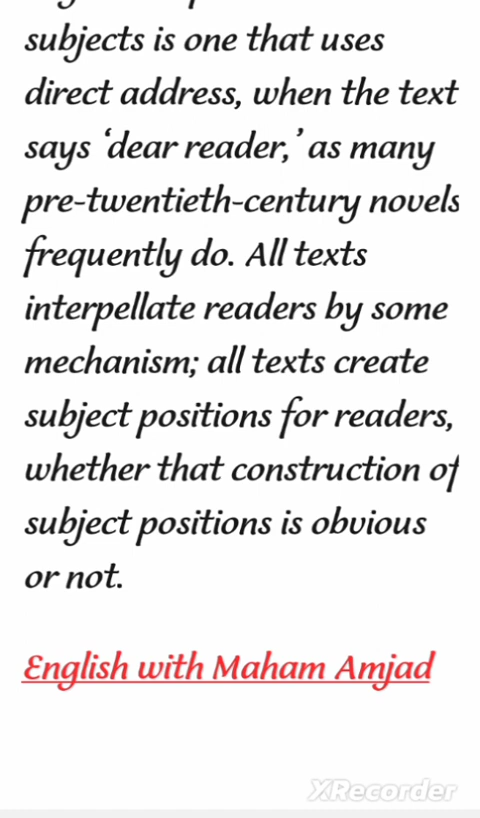 subjects is one that uses
direct address, when the text
says ‘dear reader,’ as many
pre-twentieth-century novels
frequently do. All texts
interpellate readers by some
mechanism; all texts create
subject positions for readers,
whether that construction of
subject positions is obvious
or not.
English with Maham Amjad
XRecorder